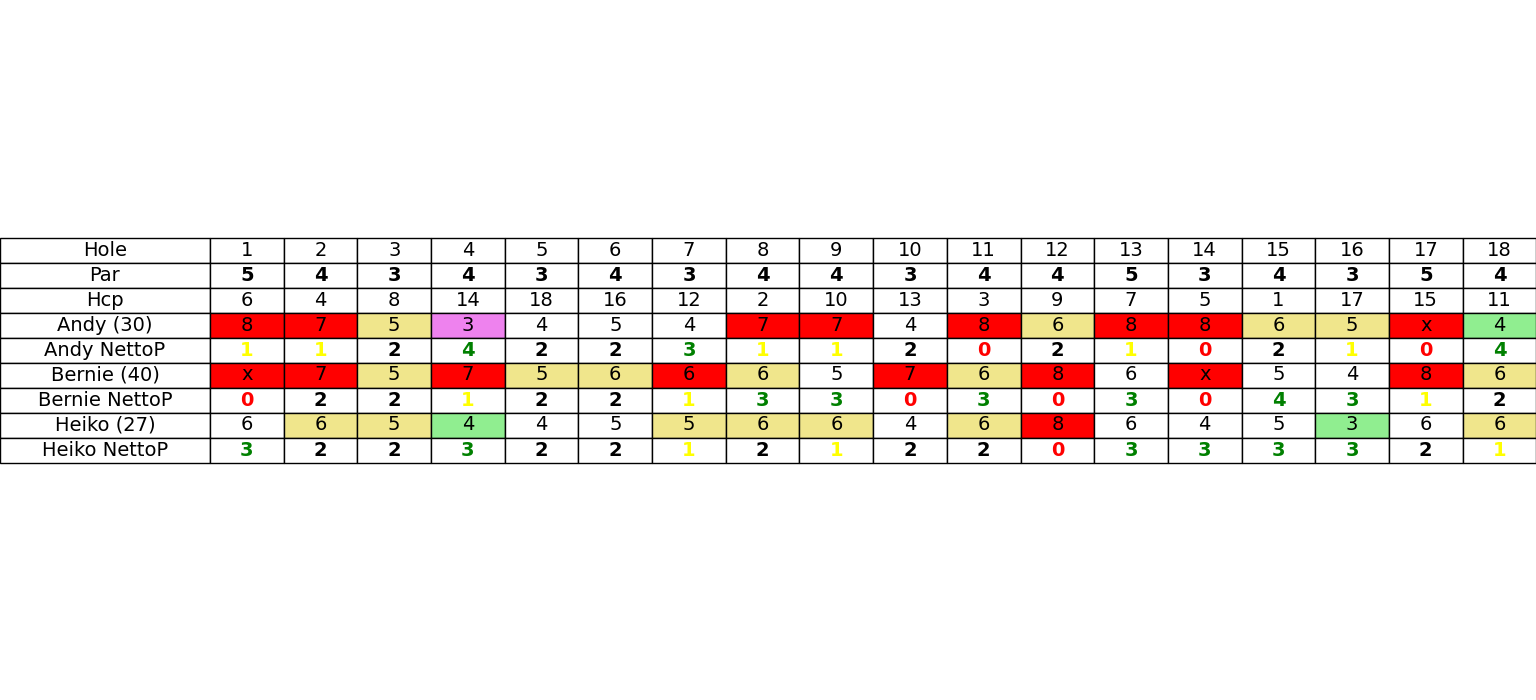 Hole 1 2 3 4 5 6 7 8 9 10 11 12 13 14 15 16 17 18
Par 5 4 3 4 3 4 3 4 4 3 4 4 5 3 4 3 5 4
Hcp 6 4 8 14 18 16 12 2 10 13 3 9 7 5 1 17 15 11
Andy (30) 8 7 5 3 4 5 4 7 7 4 8 6 8 8 6 5 x 4
Andy NettoP 1 1 2 4 2 2 3 1 1 2 0 2 1 0 2 1 0 4
Bernie (40) x 7 5 7 5 6 6 6 5 7 6 8 6 x 5 4 8 6
Bernie NettoP 0 2 2 1 2 2 1 3 3 0 3 0 3 0 4 3 1 2
Heiko (27) 6 6 5 4 4 5 5 6 6 4 6 8 6 4 5 3 6 6
Heiko NettoP 3 2 2 3 2 2 1 2 1 2 2 0 3 3 3 3 2 1